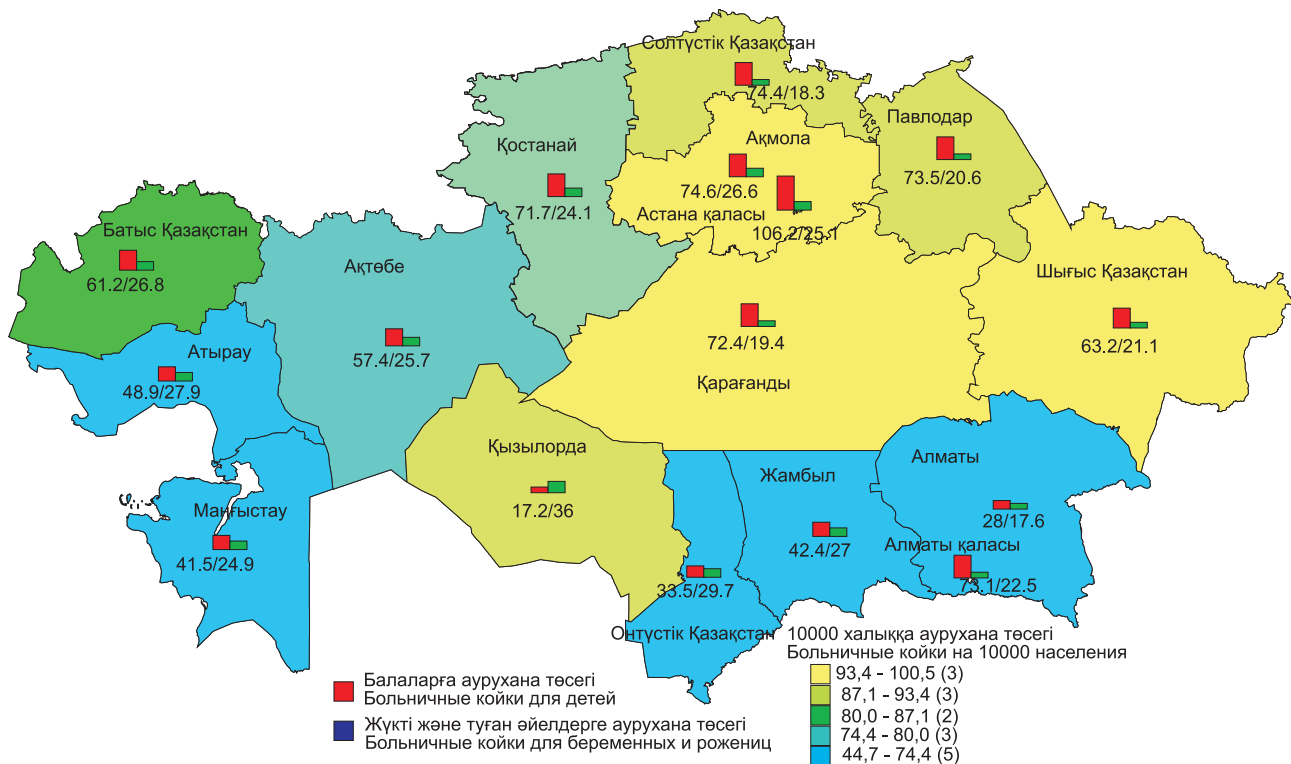 Солтүстік Қазақстан
74.4/18.3
Павлодар
73.5/20.6
Қостанай
71.7/24.1
Ақмола
74.6/26.6
Астана қаласы
106.2/25.1
Батыс Қазақстан
61.2/26.8
Ақтөбе
57.4/25.7
Шығыс Қазақстан
63.2/21.1
72.4/19.4
Қарағанды
Атырау
48.9/27.9
Қызылорда
17.2/36
Жамбыл
42.4/27
Алматы
28/17.6
Маңғыстау
41.5/24.9
Алматы қаласы
73.1/22.5
33.5/29.7
Онтүстік Қазақстан
10000 халыққа аурухана төсегі
Больничные койки на 10000 населения
93,4 - 100,5 (3)
87,1 - 93,4 (3)
80,0 - 87,1 (2)
74,4 - 80,0 (3)
44,7 - 74,4 (5)
Балаларға аурухана төсегі
Больничные койки для детей
Жүкті және туған әйелдерге аурухана төсегі
Больничные койки для беременных и рожениц